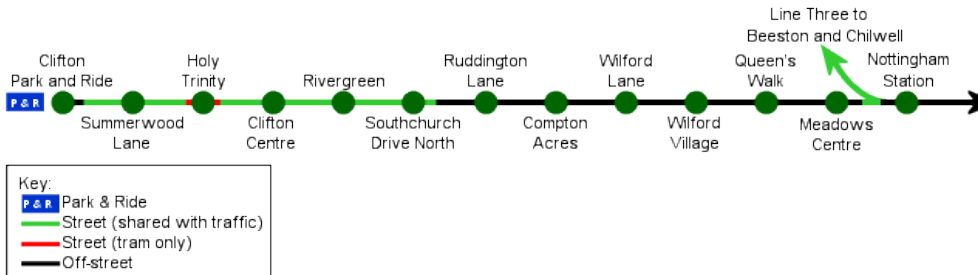 Line Three to
Beeston and Chilwell
Clifton
Park and Ride
Holy
Trinity
Rivergreen
Ruddington
Lane
Wilford
Lane
Queen's
Walk
Nottingham
Station
P & R
Summerwood
Lane
Clifton
Centre
Southchurch
Drive North
Compton
Acres
Wilford
Village
Meadows
Centre
Key:
P & R Park & Ride
Street (shared with traffic)
Street (tram only)
Off-street